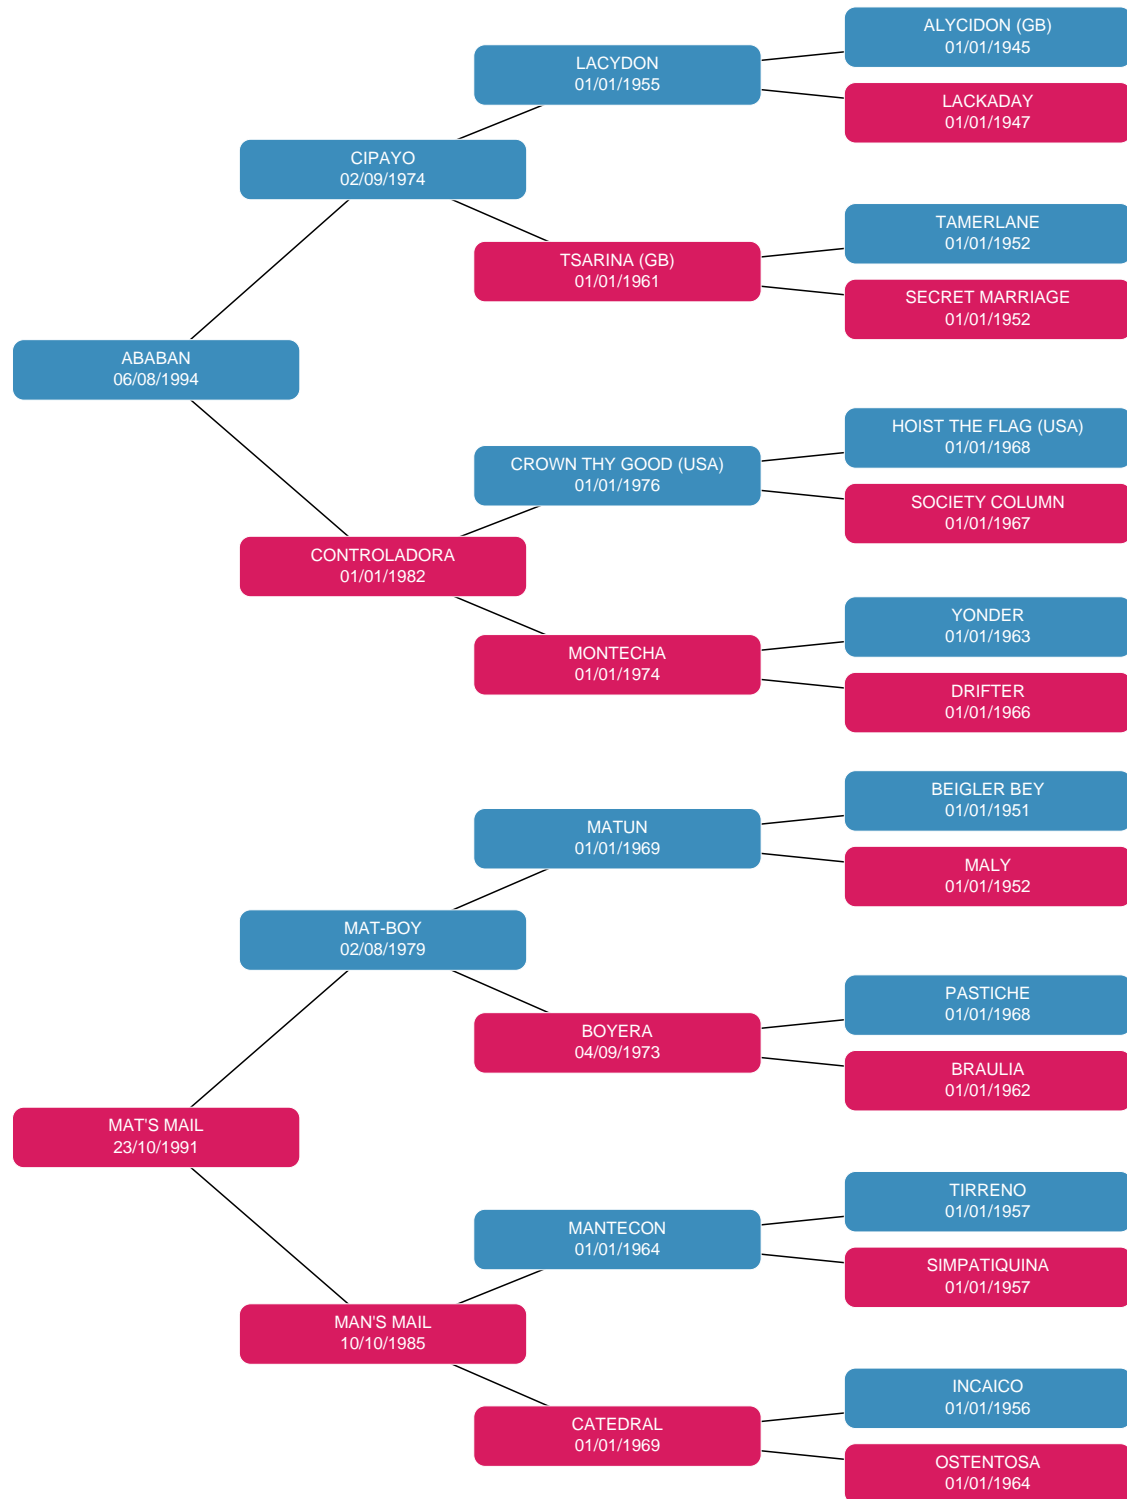 ALYCIDON (GB)
01/01/1945
LACYDON
01/01/1955
LACKADAY
01/01/1947
CIPAYO
02/09/1974
TAMERLANE
01/01/1952
TSARINA (GB)
01/01/1961
SECRET MARRIAGE
01/01/1952
ABABAN
06/08/1994
HOIST THE FLAG (USA)
01/01/1968
CROWN THY GOOD (USA)
01/01/1976
SOCIETY COLUMN
01/01/1967
CONTROLADORA
01/01/1982
YONDER
01/01/1963
MONTECHA
01/01/1974
DRIFTER
01/01/1966
BEIGLER BEY
01/01/1951
MATUN
01/01/1969
MALY
01/01/1952
MAT-BOY
02/08/1979
PASTICHE
01/01/1968
BOYERA
04/09/1973
BRAULIA
01/01/1962
MAT'S MAIL
23/10/1991
TIRRENO
01/01/1957
MANTECON
01/01/1964
SIMPATIQUINA
01/01/1957
MAN'S MAIL
10/10/1985
INCAICO
01/01/1956
CATEDRAL
01/01/1969
OSTENTOSA
01/01/1964